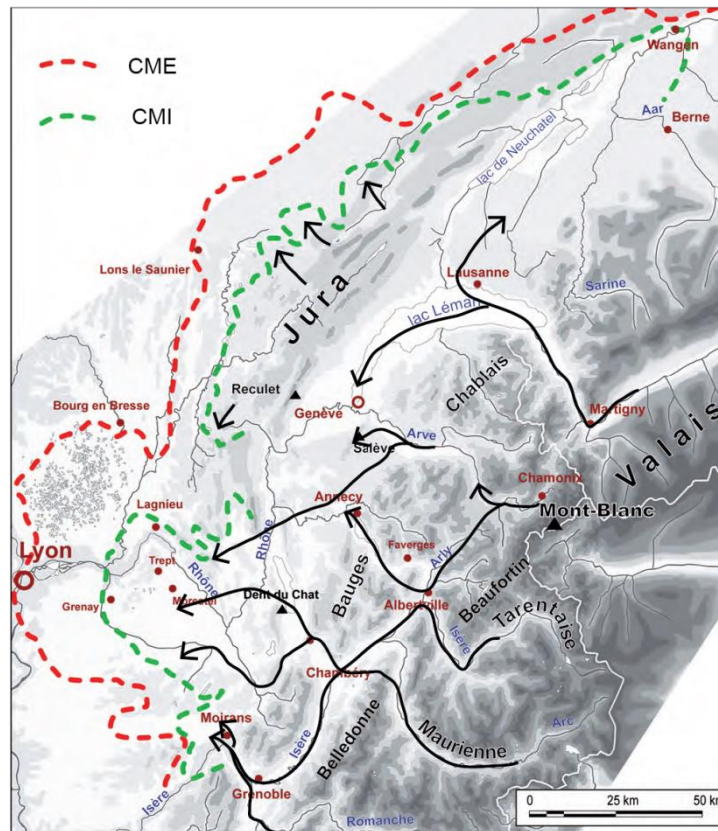 CME
CMI
Wangen
Aar
Berne
lac de Neuchatel
Lons le Saunier
Jura
Lausanne
Sarine
lac Léman
Chablais
Reculet
Bourg en Bresse
Genève
Martigny
Valais
Salève
Arve
Chamonix
Mont-Blanc
Lagnieu
Annecy
Rhône
Faverges
Arly
Lyon
Trept
Rhône
Bauges
Beaufortin
Grenay
Morestel
Dent du Chat
Albertville
Tarentaise
Isère
Chambéry
Moirans
Isère
Belledonne
Maurienne
Arc
Isère
Grenoble
Romanche
0 25 km 50 km